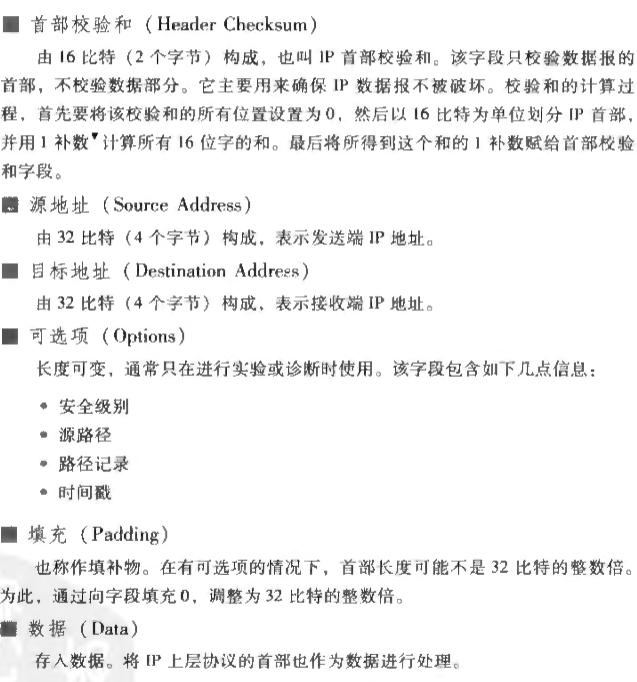 ■ 首部校验和（Header Checksum）
由 16 比特（2 个字节）构成，也叫 IP 首部校验和。该字段只校验数据报的
首部，不校验数据部分。它主要用来确保 IP 数据报不被破坏。校验和的计算过
程，首先要将该校验和的所有位置设置为 0，然后以 16 比特为单位划分 IP 首部，
并用 1 补数▼计算所有 16 位字的和。最后将所得到这个和的 1 补数赋给首部校验
和字段。
■ 源地址（Source Address）
由 32 比特（4 个字节）构成，表示发送端 IP 地址。
■ 目标地址（Destination Address）
由 32 比特（4 个字节）构成，表示接收端 IP 地址。
■ 可选项（Options）
长度可变，通常只在进行实验或诊断时使用。该字段包含如下几点信息：
• 安全级别
• 源路径
• 路径记录
• 时间戳
■ 填充（Padding）
也称作填补物。在有可选项的情况下，首部长度可能不是 32 比特的整数倍。
为此，通过向字段填充 0，调整为 32 比特的整数倍。
■ 数据（Data）
存入数据。将 IP 上层协议的首部也作为数据进行处理。